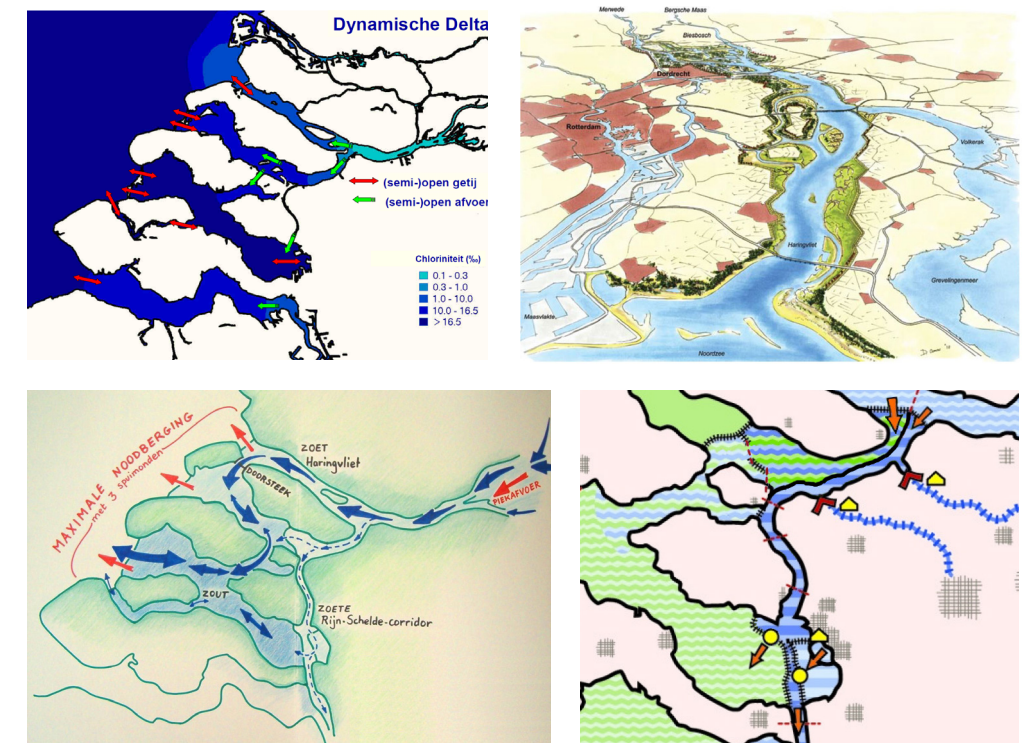 Dynamische Delta
(semi-)open getij
(semi-)open afvoer
Chloriniteit (‰)
0.1 - 0.3
0.3 - 1.0
1.0 - 10.0
10.0 - 16.5
> 16.5
Merwede
Bergsche Maas
Biesbosch
Dordrecht
Rotterdam
Volkerak
Haringvliet
Grevelingenmeer
Maasvlakte
Noordzee
MAXIMALE NOODBERGING
met 3 spuimonden
ZOET
Haringvliet
DOORSTEEK
PIEKAFVOER
ZOUT
ZOETE
Rijn-Schelde-corridor